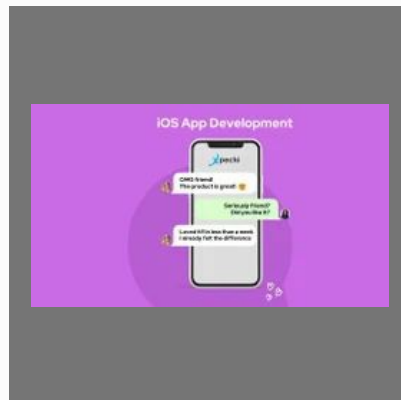 iOS App Development
Xpechi
OMG friend!
The product is great!
Seriously friend?
Did you like it?
Loved it! In less than a week
I already felt the difference